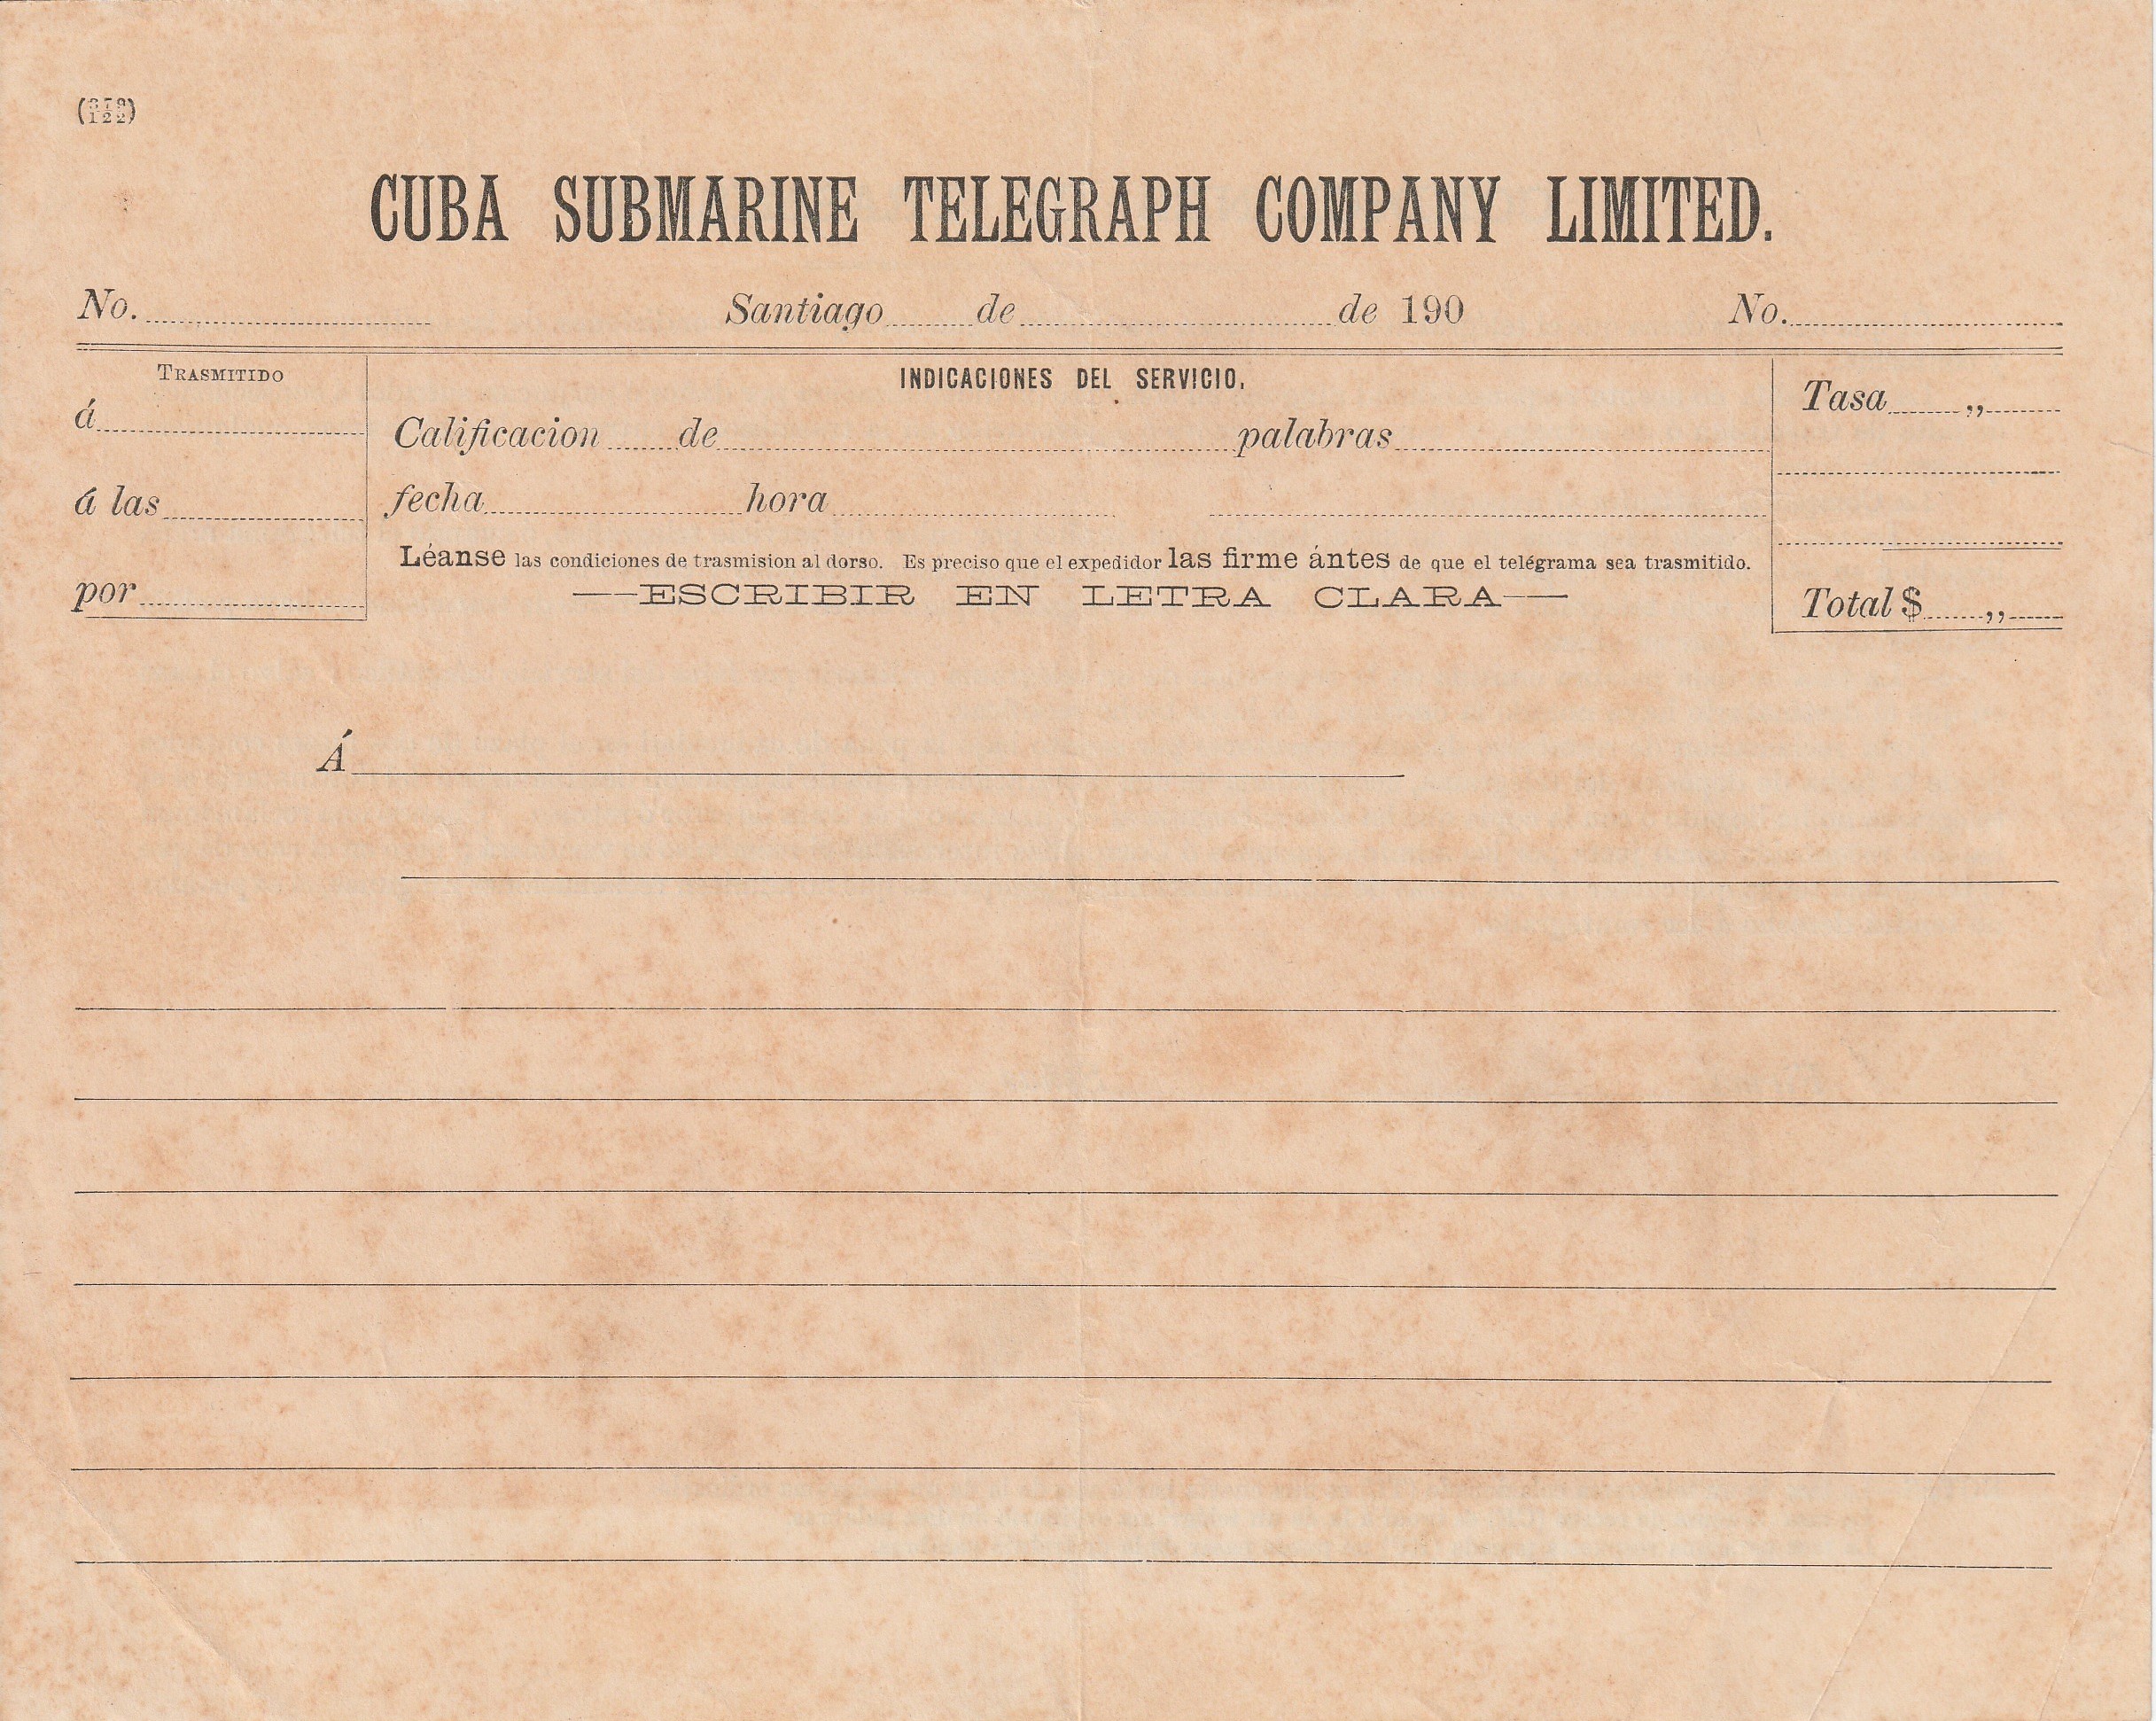 (379
122)
CUBA SUBMARINE TELEGRAPH COMPANY LIMITED.
No. Santiago de de 190 No.
TRASMITIDO
á
á las
por
INDICACIONES DEL SERVICIO.
Calificacion de palabras
fecha hora
Léanse las condiciones de trasmision al dorso. Es preciso que el expedidor las firme ántes de que el telégrama sea trasmitido.
—ESCRIBIR EN LETRA CLARA—
Tasa ,,
Total $ ,,
Á